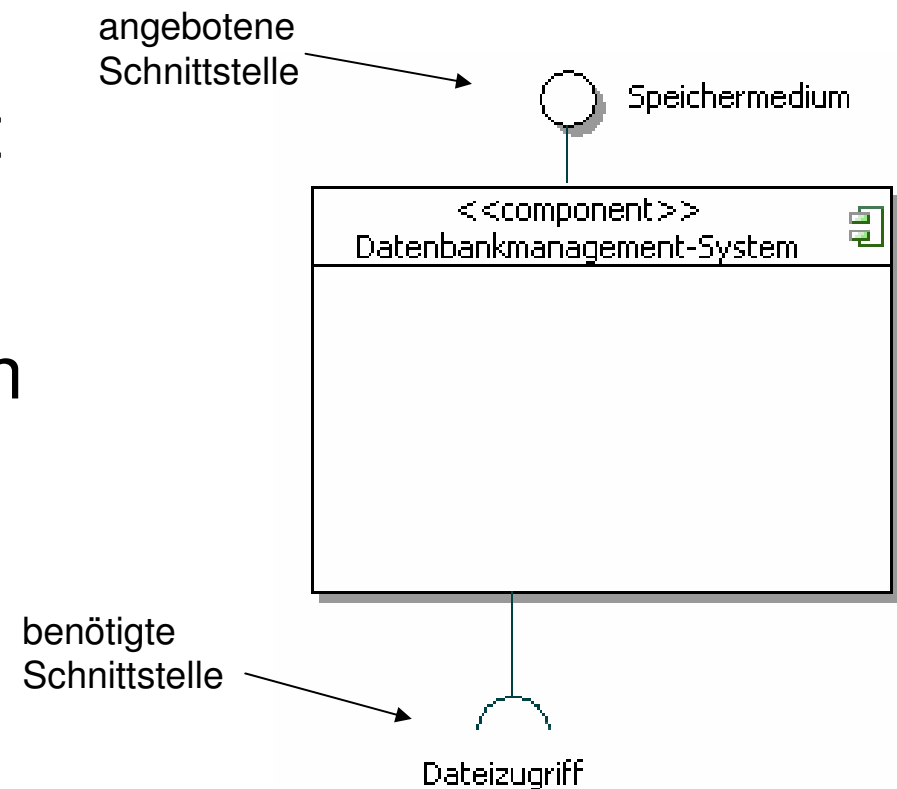 angebotene
Schnittstelle
Speichermedium
<<component>>
Datenbankmanagement-System
n
benötigte
Schnittstelle
Dateizugriff